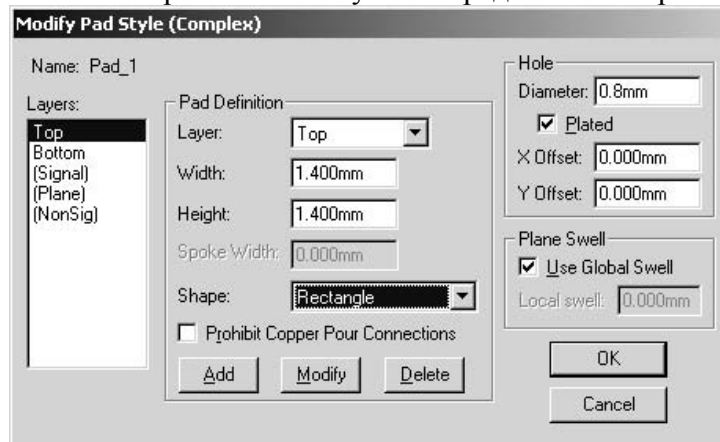 Modify Pad Style (Complex)
Name: Pad_1
Layers:
Top
Bottom
(Signal)
(Plane)
(NonSig)
Pad Definition
Layer: Top
Width: 1.400mm
Height: 1.400mm
Spoke Width: 0.000mm
Shape: Rectangle
Prohibit Copper Pour Connections
Add Modify Delete
Hole
Diameter: 0.8mm
Plated
X Offset: 0.000mm
Y Offset: 0.000mm
Plane Swell
Use Global Swell
Local swell: 0.000mm
OK
Cancel